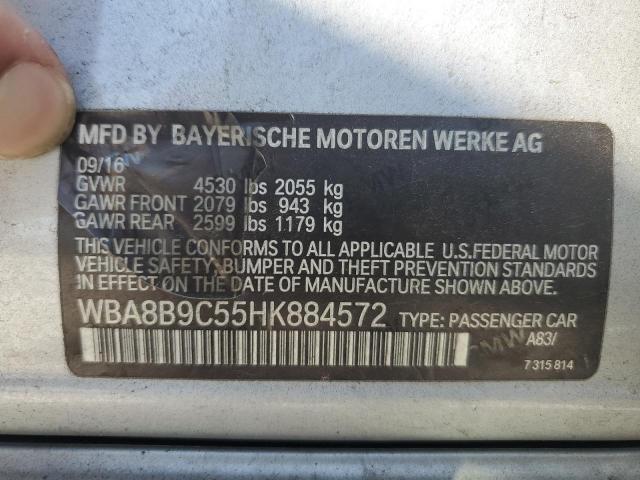 MFD BY BAYERISCHE MOTOREN WERKE AG
09/16
GVWR 4530 lbs 2055 kg
GAWR FRONT 2079 lbs 943 kg
GAWR REAR 2599 lbs 1179 kg
THIS VEHICLE CONFORMS TO ALL APPLICABLE U.S.FEDERAL MOTOR
VEHICLE SAFETY, BUMPER AND THEFT PREVENTION STANDARDS
IN EFFECT ON THE DATE OF MANUFACTURE SHOWN ABOVE.
WBA8B9C55HK884572 TYPE: PASSENGER CAR
BMW A83/
7 315 814